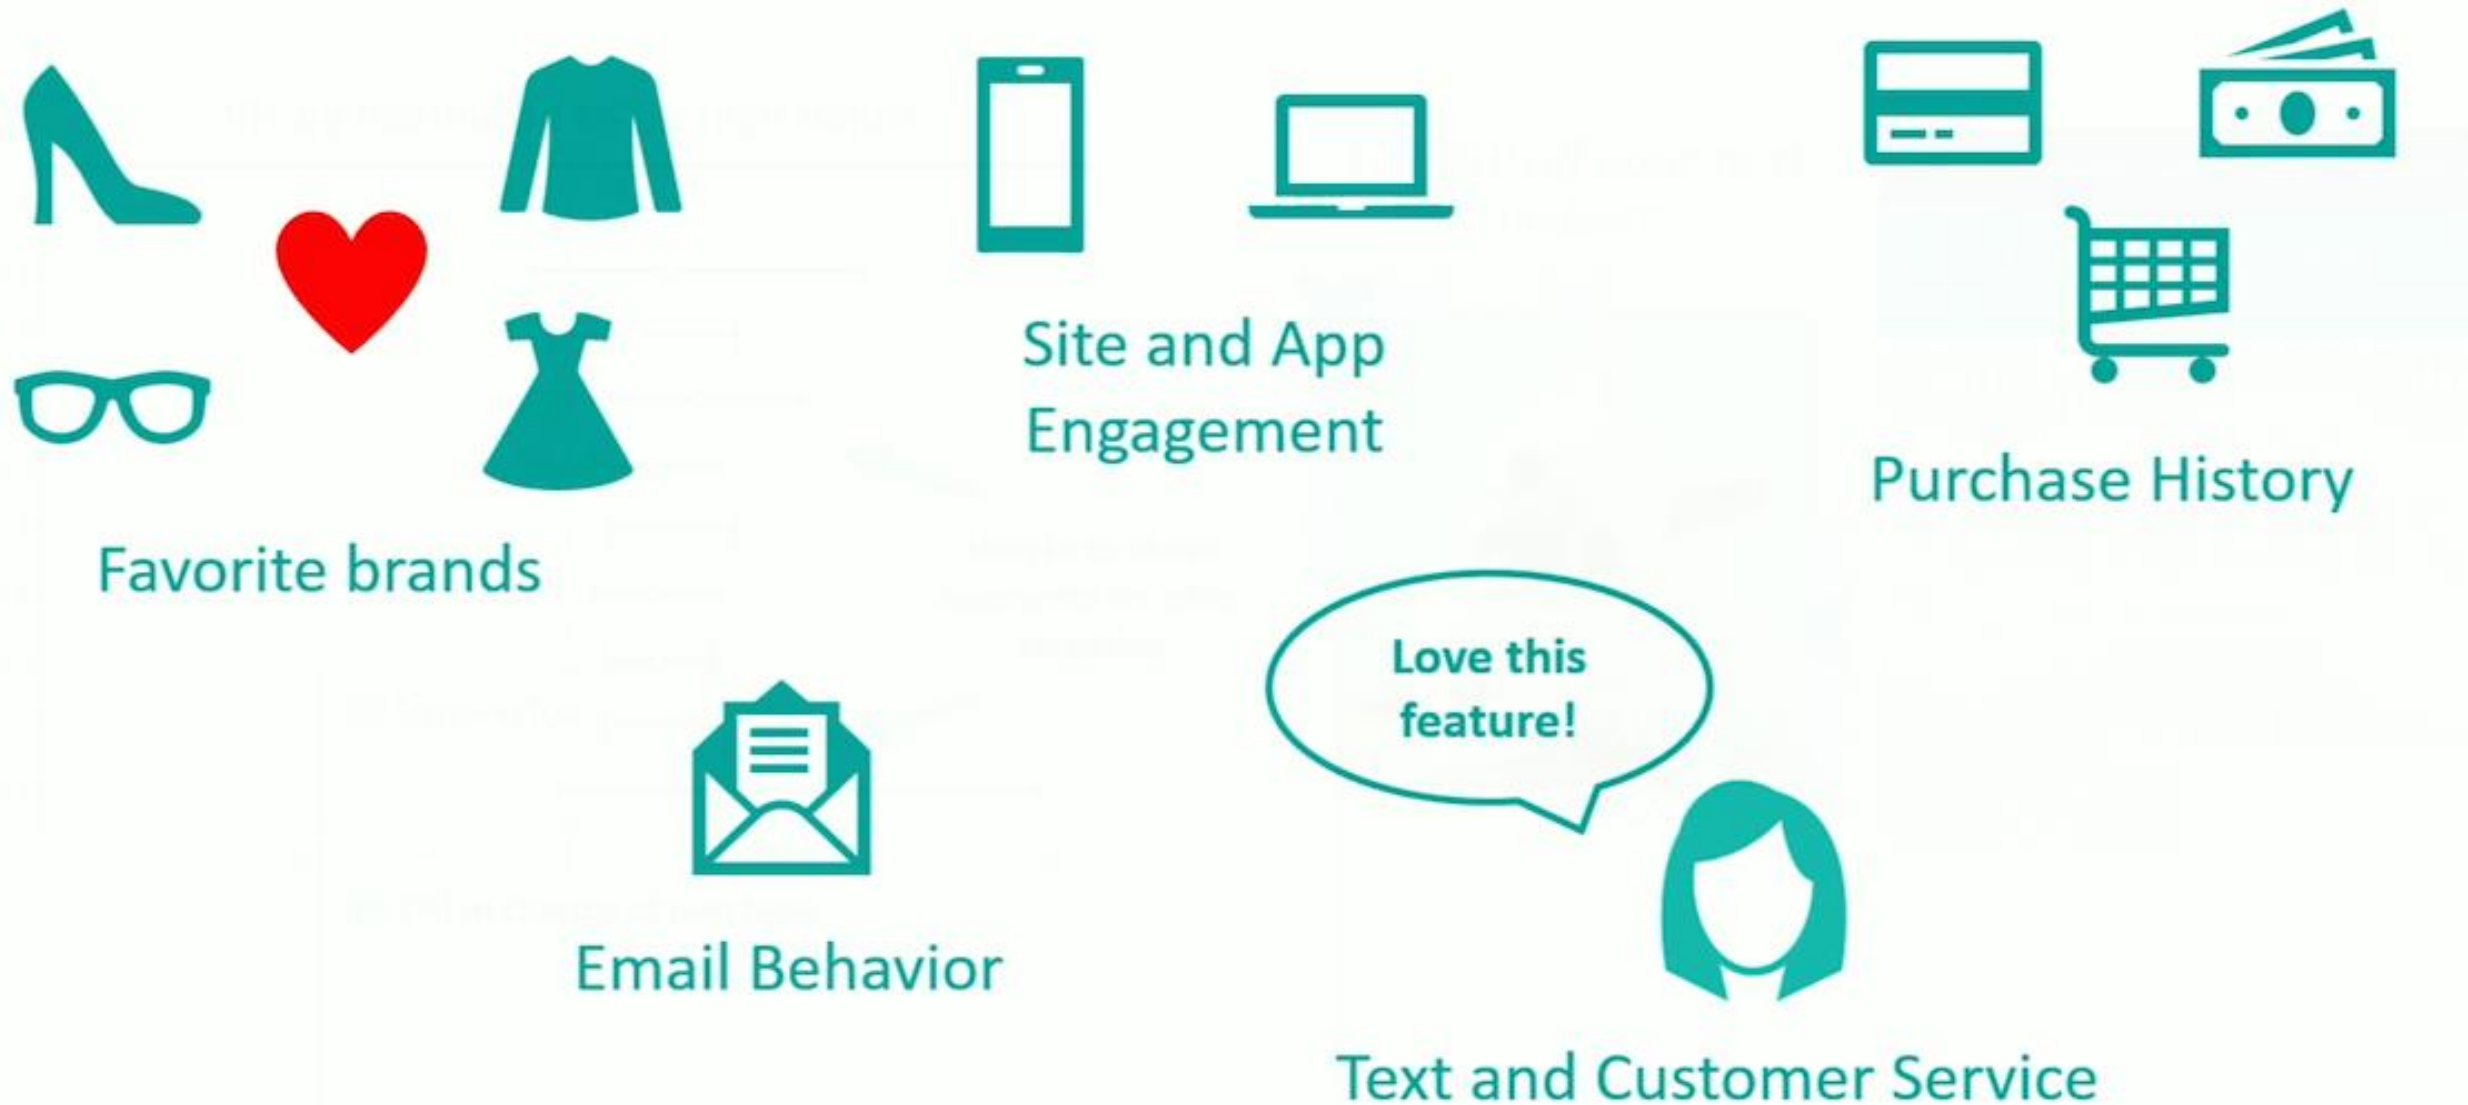 Favorite brands
Site and App
Engagement
Purchase History
Email Behavior
Love this
feature!
Text and Customer Service